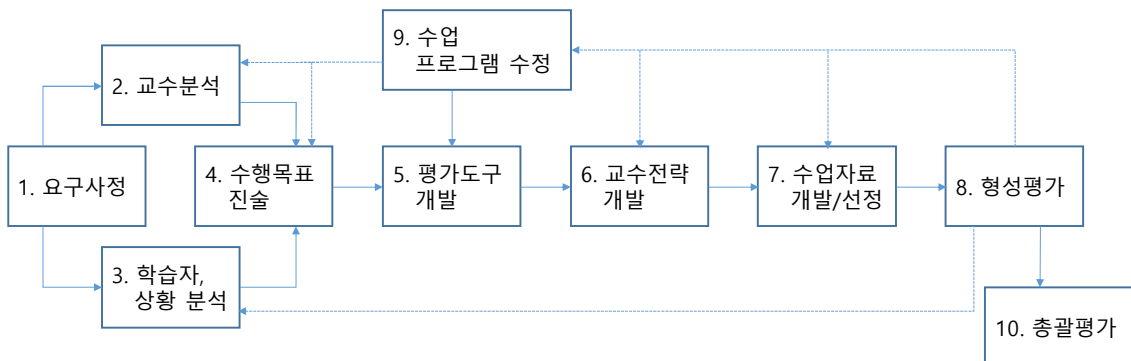 1. 요구사정
2. 교수분석
3. 학습자,
상황 분석
4. 수행목표
진술
5. 평가도구
개발
6. 교수전략
개발
7. 수업자료
개발/선정
8. 형성평가
9. 수업
프로그램 수정
10. 총괄평가